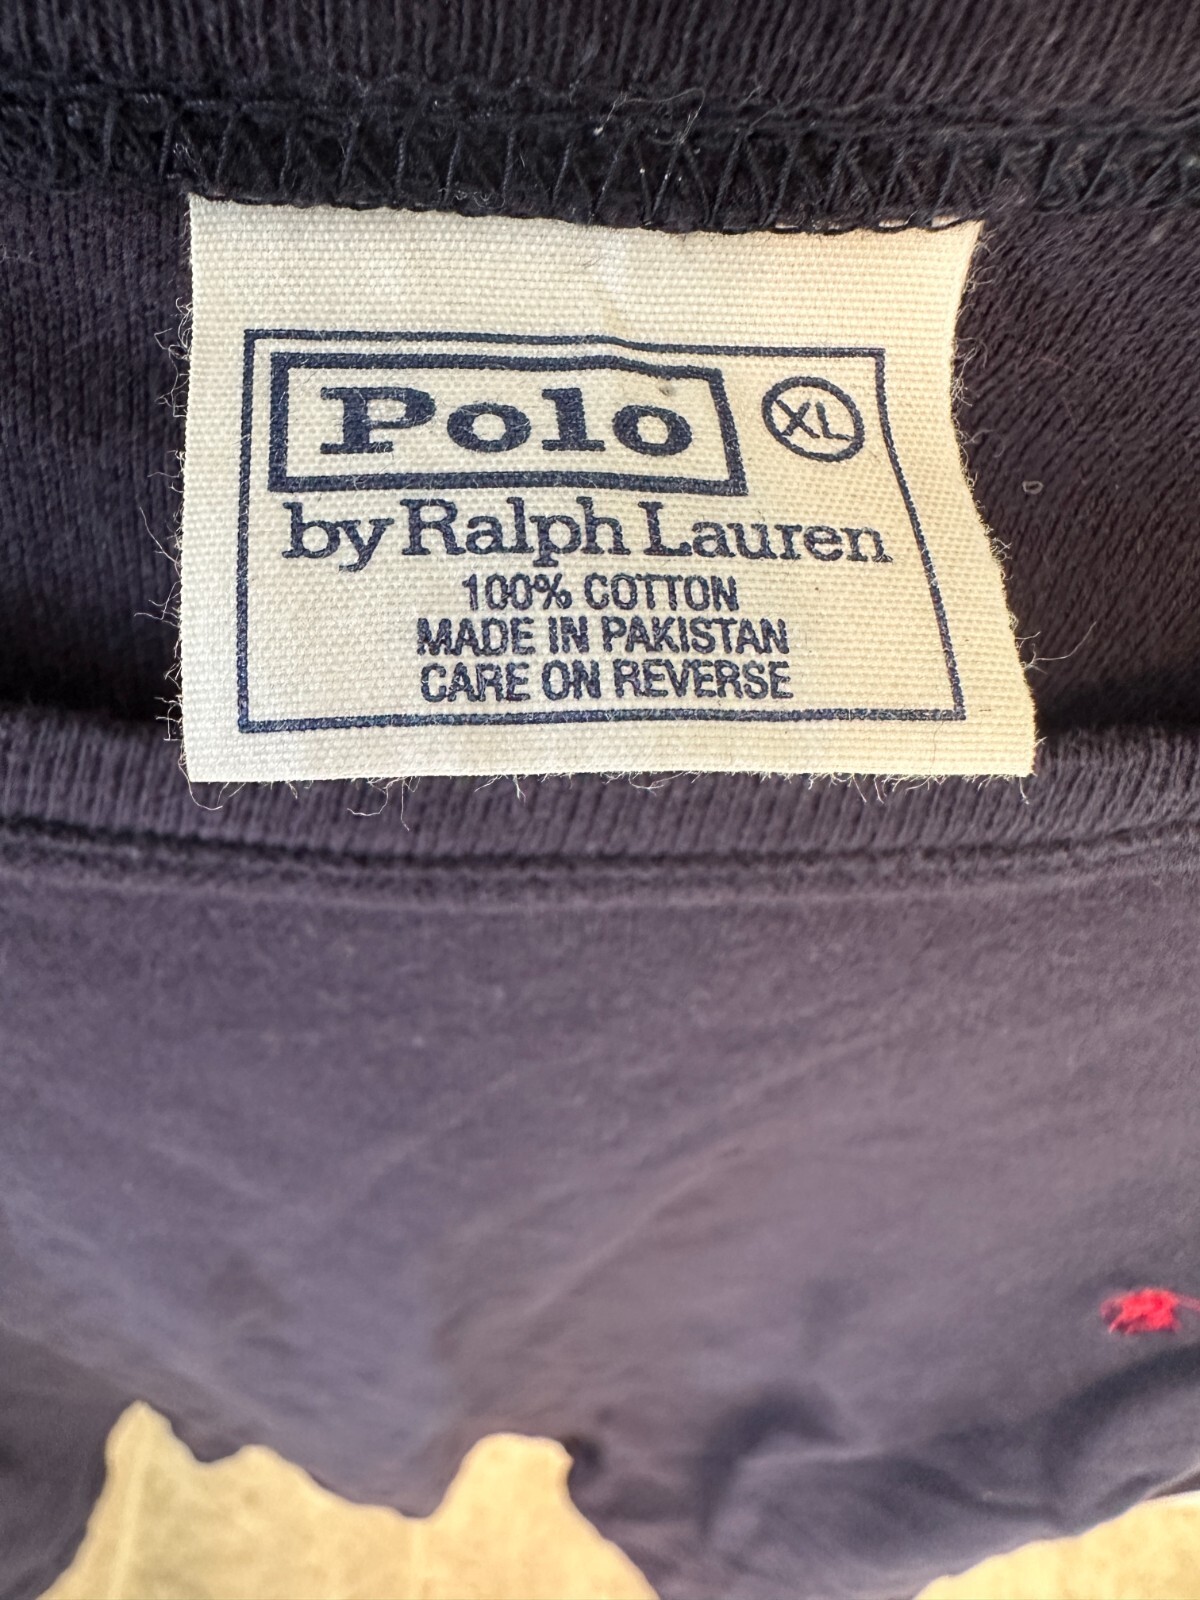 Polo XL
by Ralph Lauren
100% COTTON
MADE IN PAKISTAN
CARE ON REVERSE